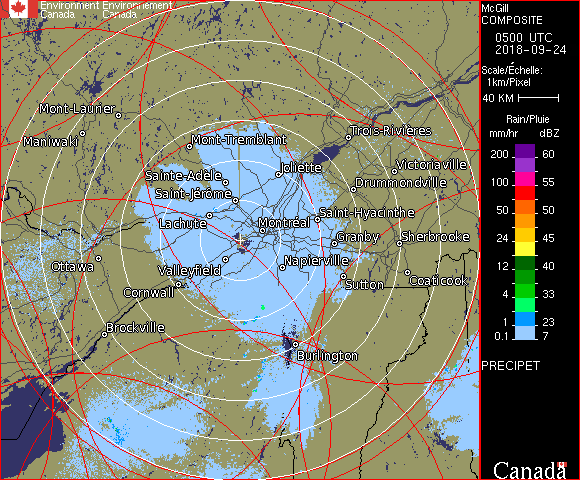 Environment Environnement
Canada Canada
McGill
COMPOSITE
0500 UTC
2018-09-24
Scale/Échelle:
1km/Pixel
40 KM
Rain/Pluie
mm/hr dBZ
200 60
100 55
50 50
24 45
12 40
4 33
1 23
0.1 7
PRECIPET
Canada
Mont-Laurier
Maniwaki
Mont-Tremblant
Trois-Rivières
Joliette
Victoriaville
Sainte-Adèle
Drummondville
Saint-Jérôme
Saint-Hyacinthe
Lachute
Montréal
Granby
Sherbrooke
Ottawa
Valleyfield
Napierville
Cornwall
Sutton
Coaticook
Brockville
Burlington